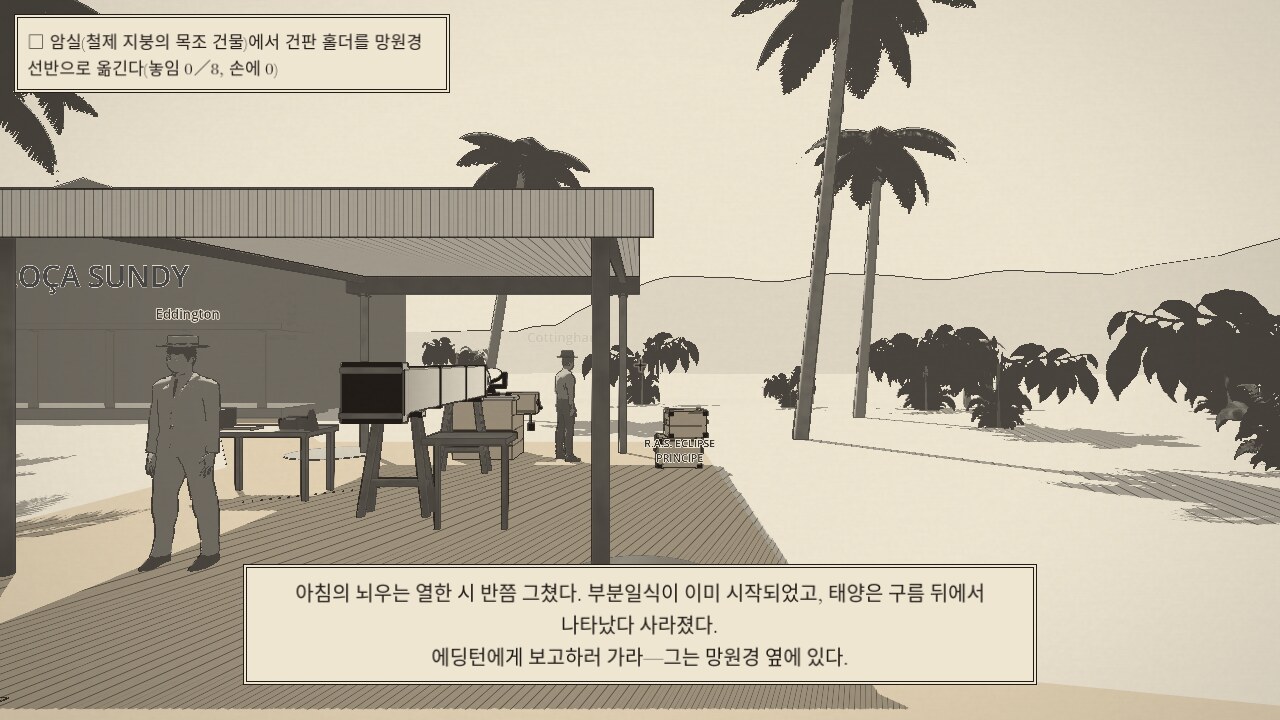 □ 암실(철제 지붕의 목조 건물)에서 건판 홀더를 망원경
선반으로 옮긴다(놓임 0／8, 손에 0)
OÇA SUNDY
Eddington
Cottingha
R.A.S. ECLIPSE
PRINCIPE
아침의 뇌우는 열한 시 반쯤 그쳤다. 부분일식이 이미 시작되었고, 태양은 구름 뒤에서
나타났다 사라졌다.
에딩턴에게 보고하러 가라—그는 망원경 옆에 있다.